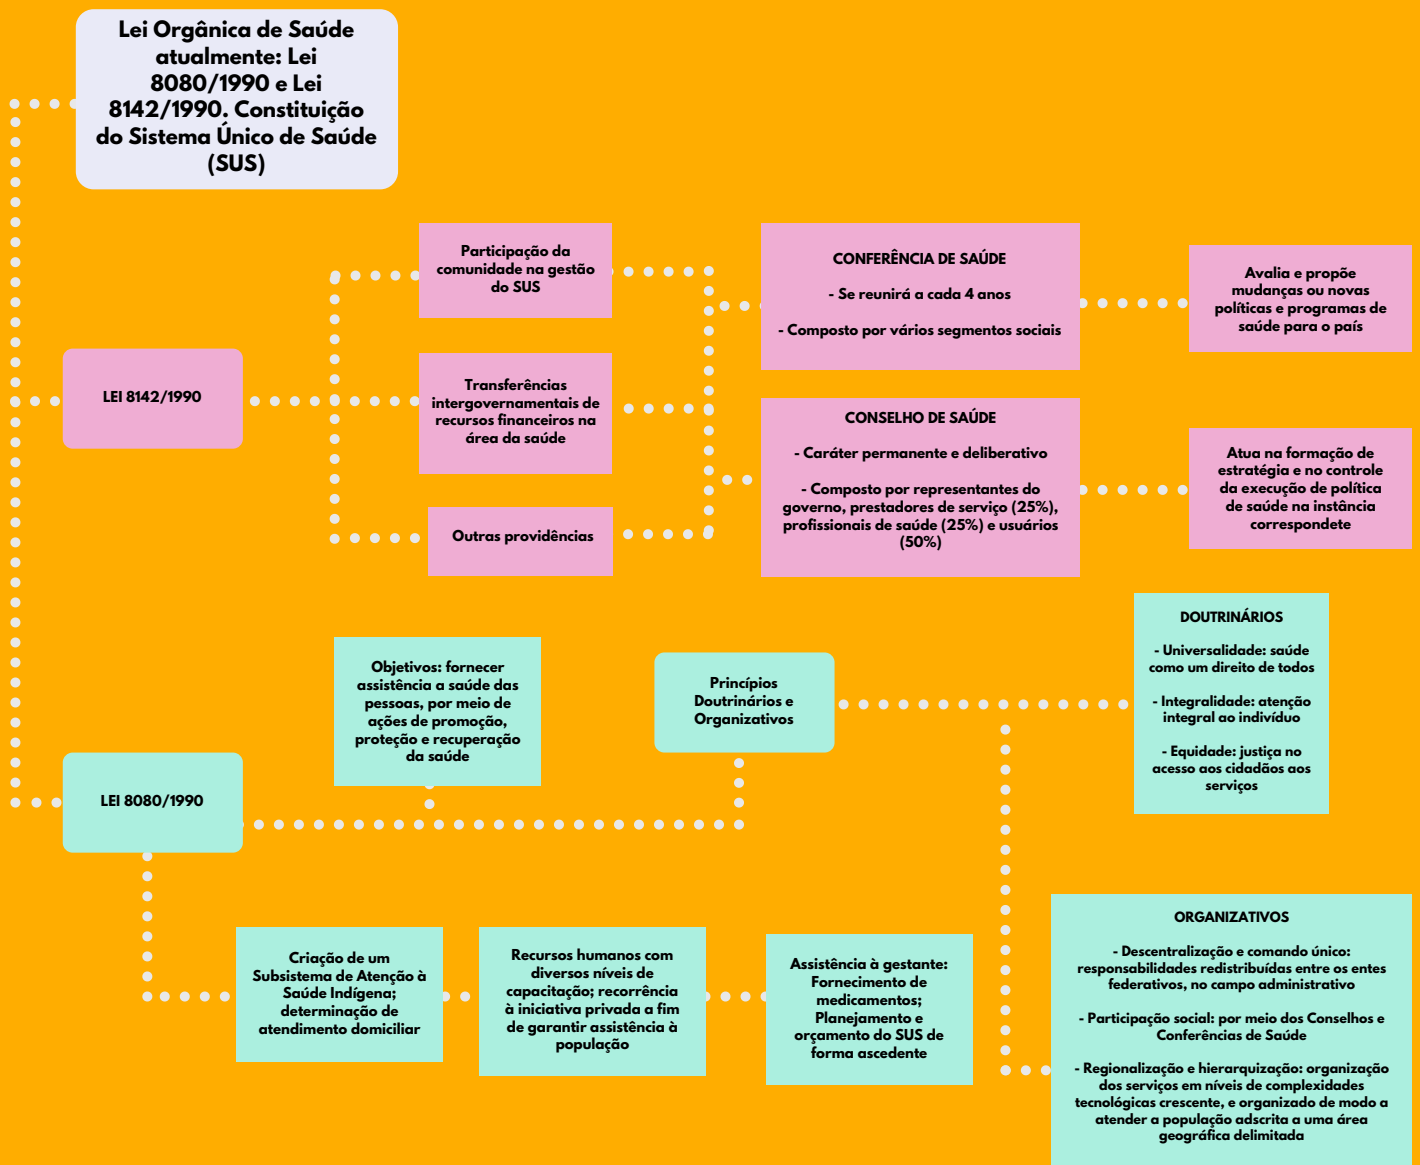 Lei Orgânica de Saúde
atualmente: Lei
8080/1990 e Lei
8142/1990. Constituição
do Sistema Único de Saúde
(SUS)
LEI 8142/1990
Participação da
comunidade na gestão
do SUS
Transferências
intergovernamentais de
recursos financeiros na
área da saúde
Outras providências
CONFERÊNCIA DE SAÚDE
- Se reunirá a cada 4 anos
- Composto por vários segmentos sociais
Avalia e propõe
mudanças ou novas
políticas e programas de
saúde para o país
CONSELHO DE SAÚDE
- Caráter permanente e deliberativo
- Composto por representantes do
governo, prestadores de serviço (25%),
profissionais de saúde (25%) e usuários
(50%)
Atua na formação de
estratégia e no controle
da execução de política
de saúde na instância
correspondete
LEI 8080/1990
Objetivos: fornecer
assistência a saúde das
pessoas, por meio de
ações de promoção,
proteção e recuperação
da saúde
Princípios
Doutrinários e
Organizativos
DOUTRINÁRIOS
- Universalidade: saúde
como um direito de todos
- Integralidade: atenção
integral ao indivíduo
- Equidade: justiça no
acesso aos cidadãos aos
serviços
Criação de um
Subsistema de Atenção à
Saúde Indígena;
determinação de
atendimento domiciliar
Recursos humanos com
diversos níveis de
capacitação; recorrência
à iniciativa privada a fim
de garantir assistência à
população
Assistência à gestante:
Fornecimento de
medicamentos;
Planejamento e
orçamento do SUS de
forma ascedente
ORGANIZATIVOS
- Descentralização e comando único:
responsabilidades redistribuídas entre os entes
federativos, no campo administrativo
- Participação social: por meio dos Conselhos e
Conferências de Saúde
- Regionalização e hierarquização: organização
dos serviços em níveis de complexidades
tecnológicas crescente, e organizado de modo a
atender a população adscrita a uma área
geográfica delimitada